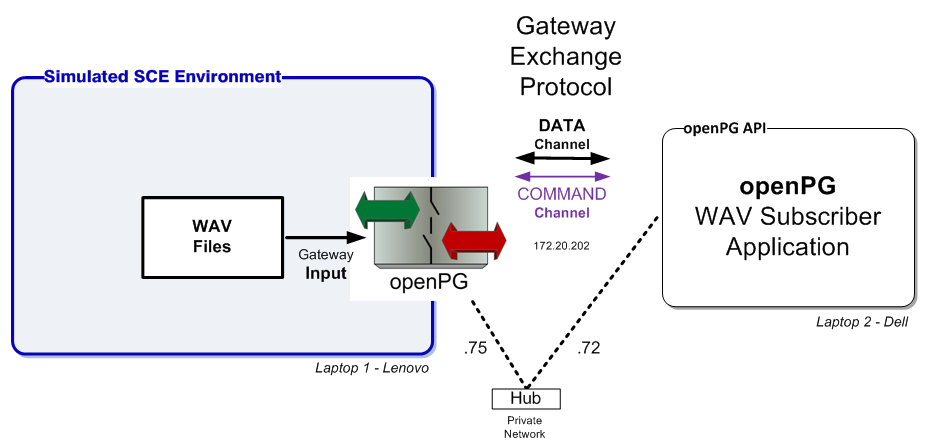 Gateway
Exchange
Protocol
Simulated SCE Environment
DATA
Channel
COMMAND
Channel
172.20.202
openPG API
openPG
WAV Subscriber
Application
WAV
Files
Gateway
Input
openPG
Laptop 2 - Dell
.75
.72
Laptop 1 - Lenovo
Hub
Private
Network